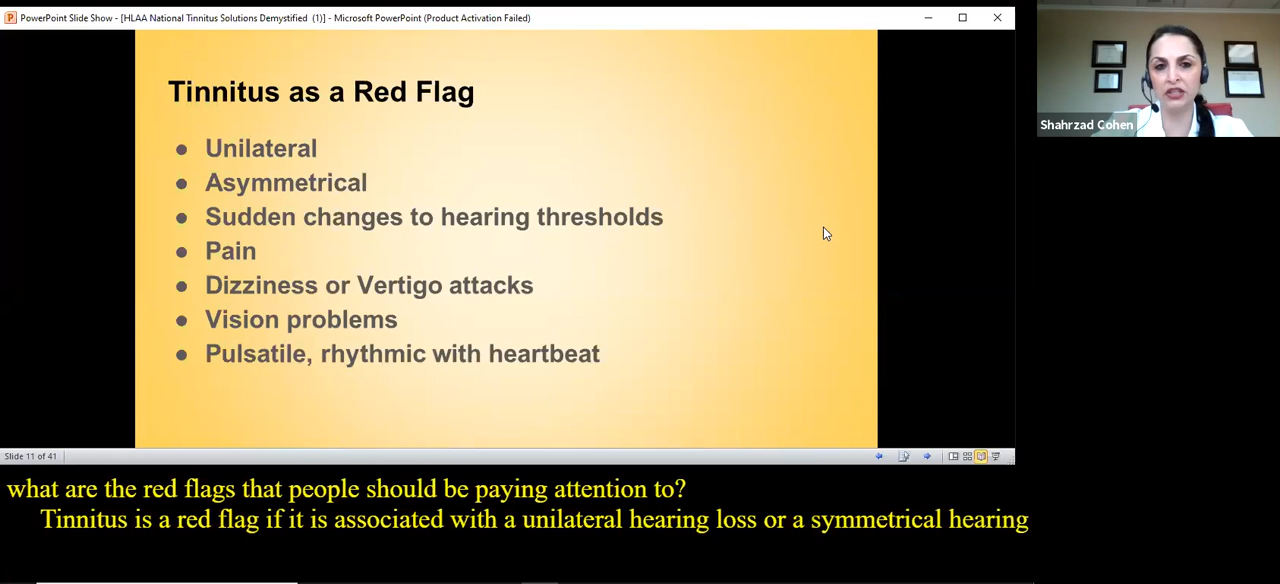 PowerPoint Slide Show - [HLAA National Tinnitus Solutions Demystified (1)] - Microsoft PowerPoint (Product Activation Failed)
Tinnitus as a Red Flag
● Unilateral
● Asymmetrical
● Sudden changes to hearing thresholds
● Pain
● Dizziness or Vertigo attacks
● Vision problems
● Pulsatile, rhythmic with heartbeat
Shahrzad Cohen
Slide 11 of 41
what are the red flags that people should be paying attention to?
Tinnitus is a red flag if it is associated with a unilateral hearing loss or a symmetrical hearing